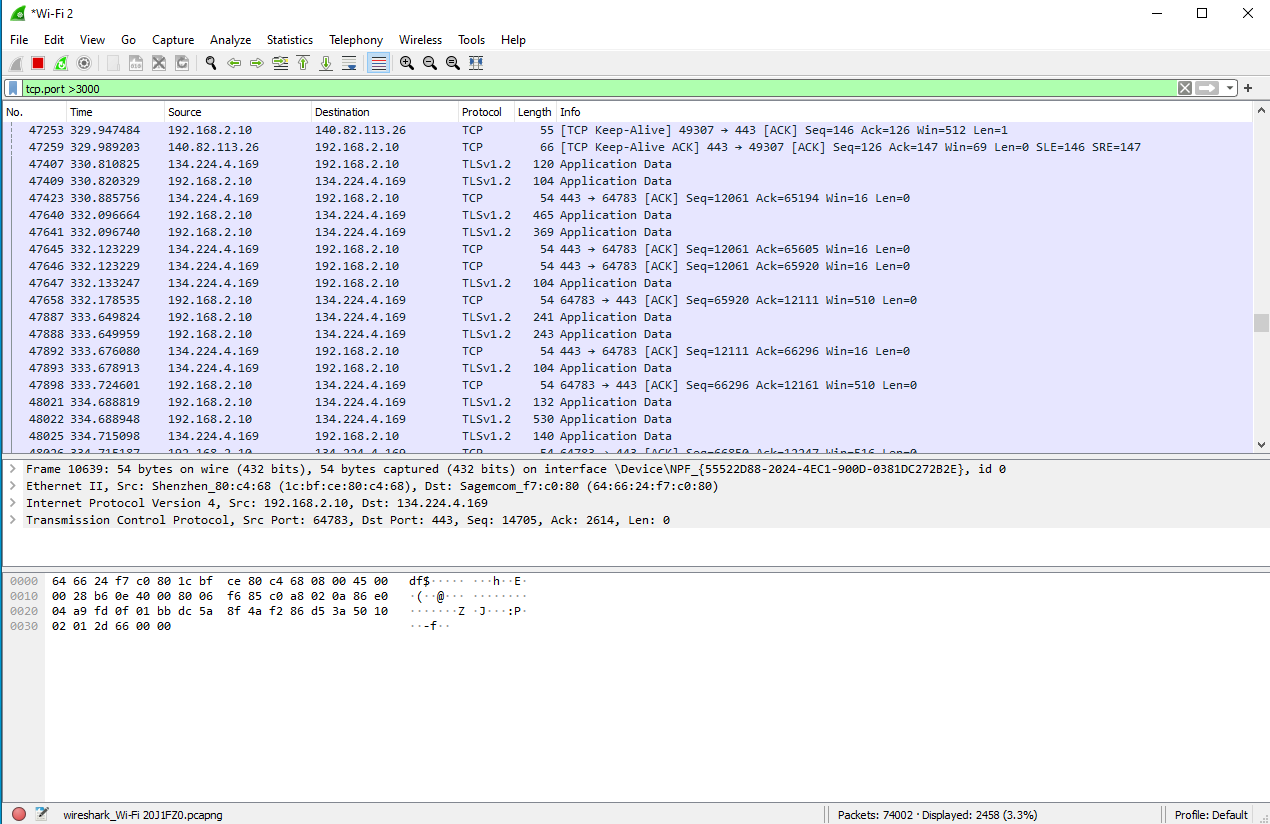 *Wi-Fi 2
File Edit View Go Capture Analyze Statistics Telephony Wireless Tools Help
tcp.port >3000
No. Time Source Destination Protocol Length Info
47253 329.947484 192.168.2.10 140.82.113.26 TCP 55 [TCP Keep-Alive] 49307 → 443 [ACK] Seq=146 Ack=126 Win=512 Len=1
47259 329.989203 140.82.113.26 192.168.2.10 TCP 66 [TCP Keep-Alive ACK] 443 → 49307 [ACK] Seq=126 Ack=147 Win=69 Len=0 SLE=146 SRE=147
47407 330.810825 134.224.4.169 192.168.2.10 TLSv1.2 120 Application Data
47409 330.820329 192.168.2.10 134.224.4.169 TLSv1.2 104 Application Data
47423 330.885756 134.224.4.169 192.168.2.10 TCP 54 443 → 64783 [ACK] Seq=12061 Ack=65194 Win=16 Len=0
47640 332.096664 192.168.2.10 134.224.4.169 TLSv1.2 465 Application Data
47641 332.096740 192.168.2.10 134.224.4.169 TLSv1.2 369 Application Data
47645 332.123229 134.224.4.169 192.168.2.10 TCP 54 443 → 64783 [ACK] Seq=12061 Ack=65605 Win=16 Len=0
47646 332.123229 134.224.4.169 192.168.2.10 TCP 54 443 → 64783 [ACK] Seq=12061 Ack=65920 Win=16 Len=0
47647 332.133247 134.224.4.169 192.168.2.10 TLSv1.2 104 Application Data
47658 332.178535 192.168.2.10 134.224.4.169 TCP 54 64783 → 443 [ACK] Seq=65920 Ack=12111 Win=510 Len=0
47887 333.649824 192.168.2.10 134.224.4.169 TLSv1.2 241 Application Data
47888 333.649959 192.168.2.10 134.224.4.169 TLSv1.2 243 Application Data
47892 333.676080 134.224.4.169 192.168.2.10 TCP 54 443 → 64783 [ACK] Seq=12111 Ack=66296 Win=16 Len=0
47893 333.678913 134.224.4.169 192.168.2.10 TLSv1.2 104 Application Data
47898 333.724601 192.168.2.10 134.224.4.169 TCP 54 64783 → 443 [ACK] Seq=66296 Ack=12161 Win=510 Len=0
48021 334.688819 192.168.2.10 134.224.4.169 TLSv1.2 132 Application Data
48022 334.688948 192.168.2.10 134.224.4.169 TLSv1.2 530 Application Data
48025 334.715098 134.224.4.169 192.168.2.10 TLSv1.2 140 Application Data
Frame 10639: 54 bytes on wire (432 bits), 54 bytes captured (432 bits) on interface \Device\NPF_{55522D88-2024-4EC1-900D-0381DC272B2E}, id 0
Ethernet II, Src: Shenzhen_80:c4:68 (1c:bf:ce:80:c4:68), Dst: Sagemcom_f7:c0:80 (64:66:24:f7:c0:80)
Internet Protocol Version 4, Src: 192.168.2.10, Dst: 134.224.4.169
Transmission Control Protocol, Src Port: 64783, Dst Port: 443, Seq: 14705, Ack: 2614, Len: 0
0000 64 66 24 f7 c0 80 1c bf ce 80 c4 68 08 00 45 00 df$····· ···h··E·
0010 00 28 b6 0e 40 00 80 06 f6 85 c0 a8 02 0a 86 e0 ·(··@··· ········
0020 04 a9 fd 0f 01 bb dc 5a 8f 4a f2 86 d5 3a 50 10 ·······Z ·J···:P·
0030 02 01 2d 66 00 00 ··-f··
wireshark_Wi-Fi 20J1FZ0.pcapng Packets: 74002 · Displayed: 2458 (3.3%) Profile: Default